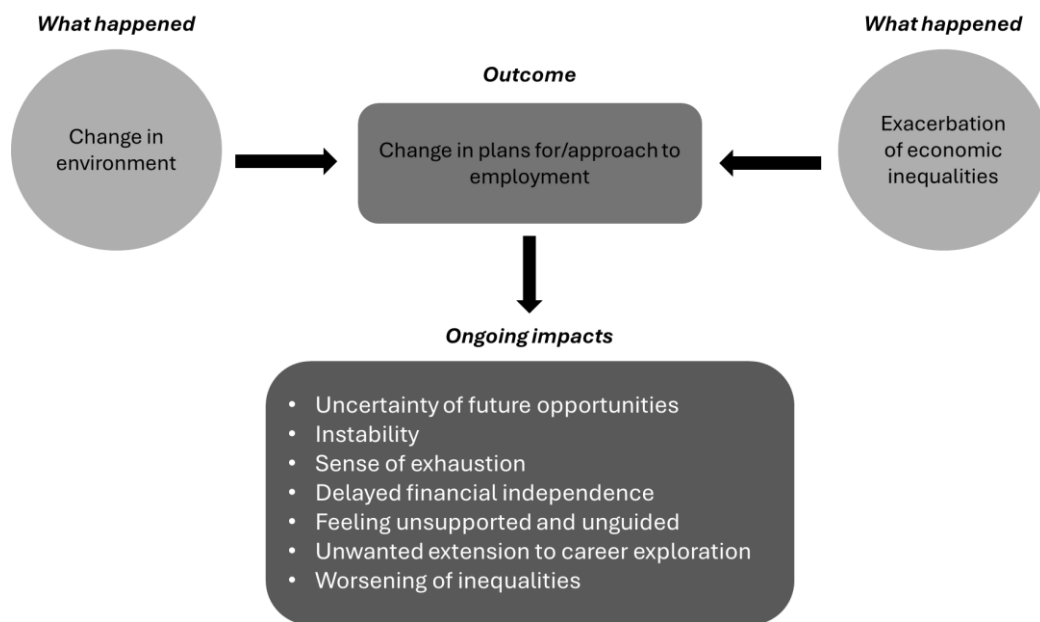 What happened
Change in
environment
Outcome
Change in plans for/approach to
employment
What happened
Exacerbation
of economic
inequalities
Ongoing impacts
• Uncertainty of future opportunities
• Instability
• Sense of exhaustion
• Delayed financial independence
• Feeling unsupported and unguided
• Unwanted extension to career exploration
• Worsening of inequalities